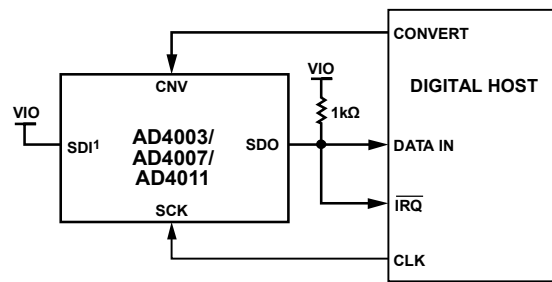 CONVERT
CNV
VIO
VIO
DIGITAL HOST
1kΩ
SDI1
AD4003/
AD4007/
AD4011
SDO
DATA IN
SCK
IRQ
CLK